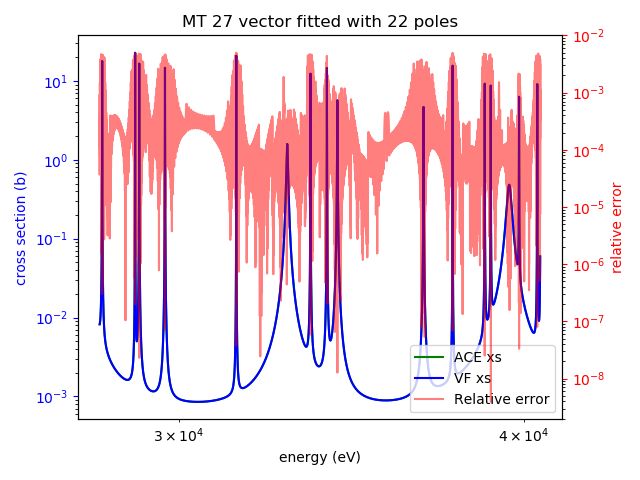 MT 27 vector fitted with 22 poles
cross section (b)
10¹
10⁰
10⁻¹
10⁻²
10⁻³
10⁻²
10⁻³
10⁻⁴
10⁻⁵
10⁻⁶
10⁻⁷
10⁻⁸
relative error
ACE xs
VF xs
Relative error
3 × 10⁴
4 × 10⁴
energy (eV)